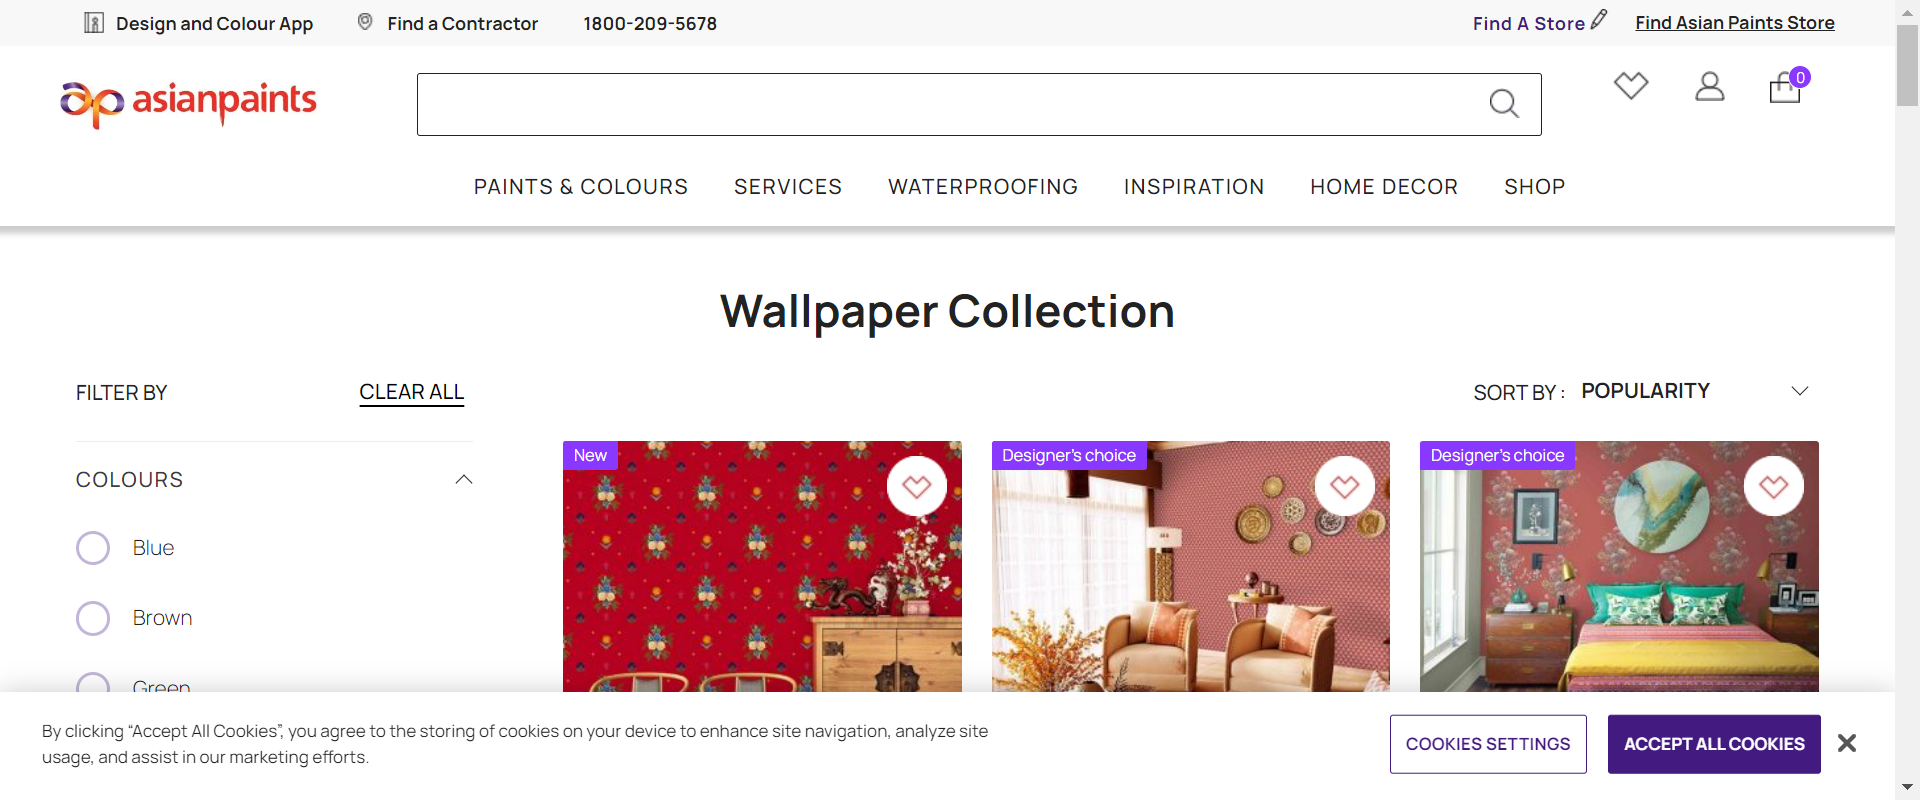 Design and Colour App
Find a Contractor
1800-209-5678
Find A Store
Find Asian Paints Store
asianpaints
0
PAINTS & COLOURS
SERVICES
WATERPROOFING
INSPIRATION
HOME DECOR
SHOP
Wallpaper Collection
FILTER BY
CLEAR ALL
SORT BY :
POPULARITY
COLOURS
Blue
Brown
Green
New
Designer's choice
Designer's choice
By clicking “Accept All Cookies”, you agree to the storing of cookies on your device to enhance site navigation, analyze site
usage, and assist in our marketing efforts.
COOKIES SETTINGS
ACCEPT ALL COOKIES